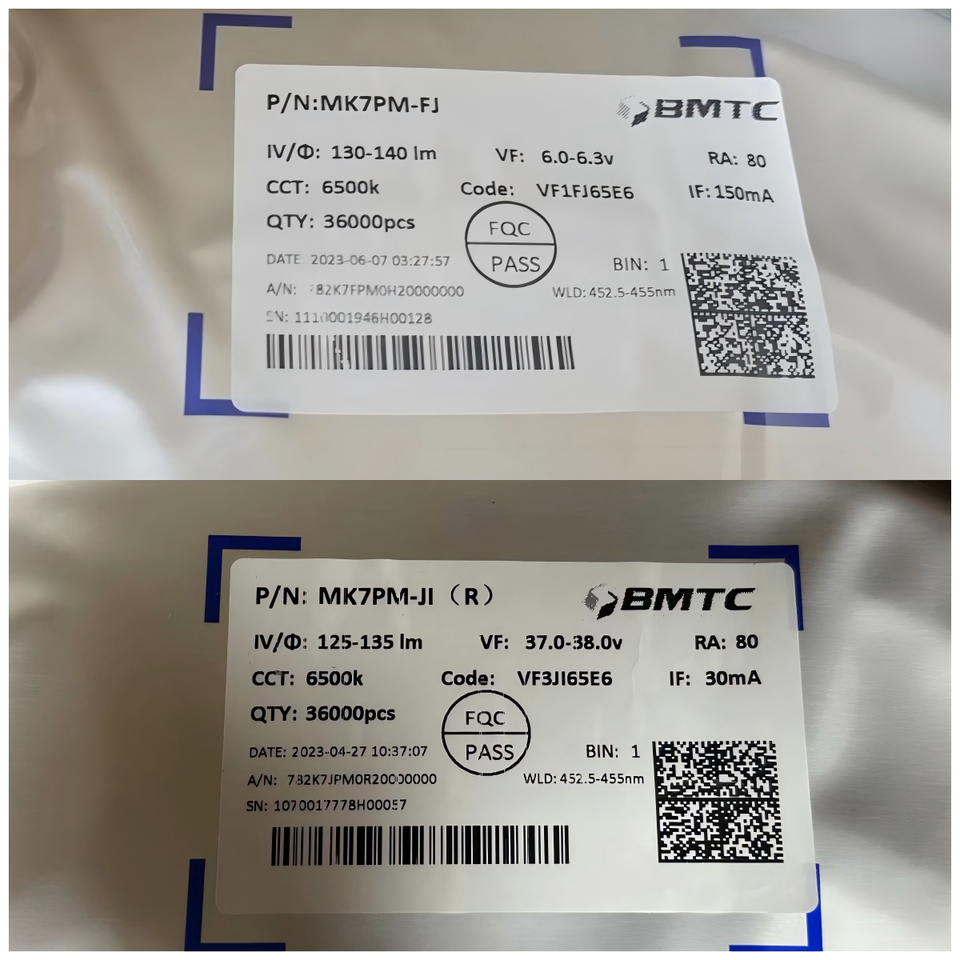 P/N:MK7PM-FJ BMTC
IV/Φ: 130-140 lm VF: 6.0-6.3v RA: 80
CCT: 6500k Code: VF1FJ65E6 IF:150mA
QTY: 36000pcs
FQC
PASS
DATE 2023-06-07 03:27:57 BIN: 1
A/N: WLD: 452.5-455nm
SN: 1110001946H00128
P/N: MK7PM-JI（R） BMTC
IV/Φ: 125-135 lm VF: 37.0-38.0v RA: 80
CCT: 6500k Code: VF3JI65E6 IF: 30mA
QTY: 36000pcs
FQC
PASS
DATE: 2023-04-27 10:37:07 BIN: 1
A/N: 782K7JPM0R20000000 WLD: 452.5-455nm
SN: 1070017778H00057